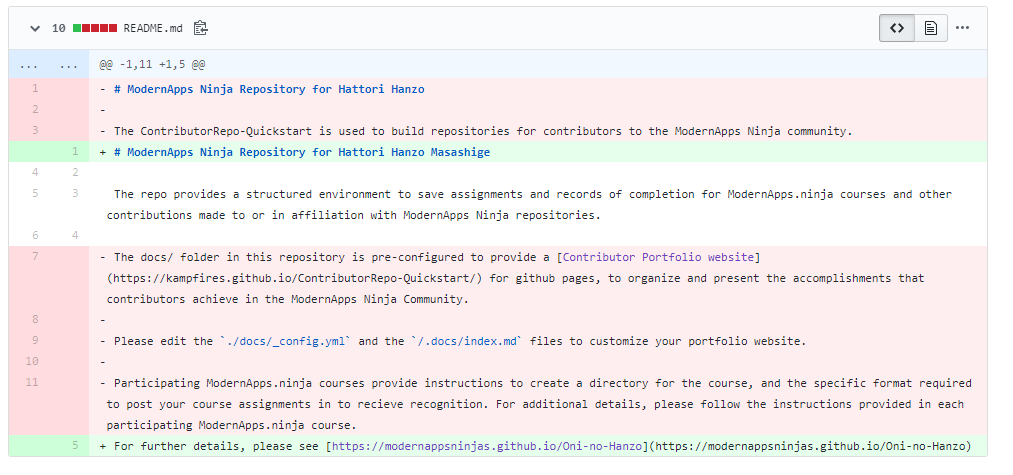 10 README.md
... ... @@ -1,11 +1,5 @@
1 - # ModernApps Ninja Repository for Hattori Hanzo
2 -
3 - The ContributorRepo-Quickstart is used to build repositories for contributors to the ModernApps Ninja community.
1 + # ModernApps Ninja Repository for Hattori Hanzo Masashige
4 2
5 3 The repo provides a structured environment to save assignments and records of completion for ModernApps.ninja courses and other
contributions made to or in affiliation with ModernApps Ninja repositories.
6 4
7 - The docs/ folder in this repository is pre-configured to provide a [Contributor Portfolio website]
(https://kampfires.github.io/ContributorRepo-Quickstart/) for github pages, to organize and present the accomplishments that
contributors achieve in the ModernApps Ninja Community.
8 -
9 - Please edit the `./docs/_config.yml` and the `/.docs/index.md` files to customize your portfolio website.
10 -
11 - Participating ModernApps.ninja courses provide instructions to create a directory for the course, and the specific format required
to post your course assignments in to recieve recognition. For additional details, please follow the instructions provided in each
participating ModernApps.ninja course.
5 + For further details, please see [https://modernappsninjas.github.io/Oni-no-Hanzo](https://modernappsninjas.github.io/Oni-no-Hanzo)